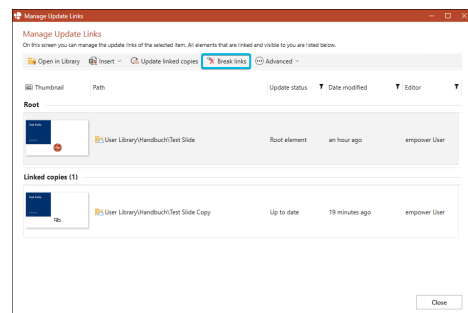 Manage Update Links
Manage Update Links
On this screen you can manage the update links of the selected item. All elements that are linked and visible to you are listed below.
Open in Library Insert Update linked copies Break links Advanced
Thumbnail Path Update status Date modified Editor
Root
User Library\Handbuch\Test Slide Root element an hour ago empower User
Linked copies (1)
User Library\Handbuch\Test Slide Copy Up to date 19 minutes ago empower User
Close